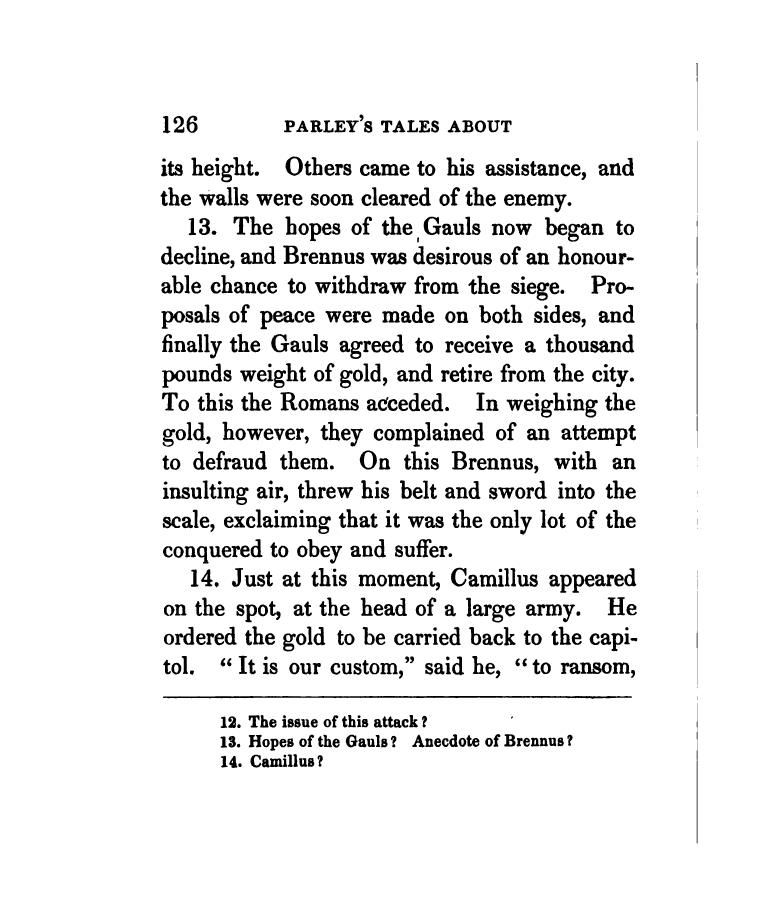 126 PARLEY'S TALES ABOUT
its height. Others came to his assistance, and
the walls were soon cleared of the enemy.
13. The hopes of the Gauls now began to
decline, and Brennus was desirous of an honour-
able chance to withdraw from the siege. Pro-
posals of peace were made on both sides, and
finally the Gauls agreed to receive a thousand
pounds weight of gold, and retire from the city.
To this the Romans acceded. In weighing the
gold, however, they complained of an attempt
to defraud them. On this Brennus, with an
insulting air, threw his belt and sword into the
scale, exclaiming that it was the only lot of the
conquered to obey and suffer.
14. Just at this moment, Camillus appeared
on the spot, at the head of a large army. He
ordered the gold to be carried back to the capi-
tol. “ It is our custom,” said he, “ to ransom,
12. The issue of this attack ?
13. Hopes of the Gauls ? Anecdote of Brennus ?
14. Camillus ?